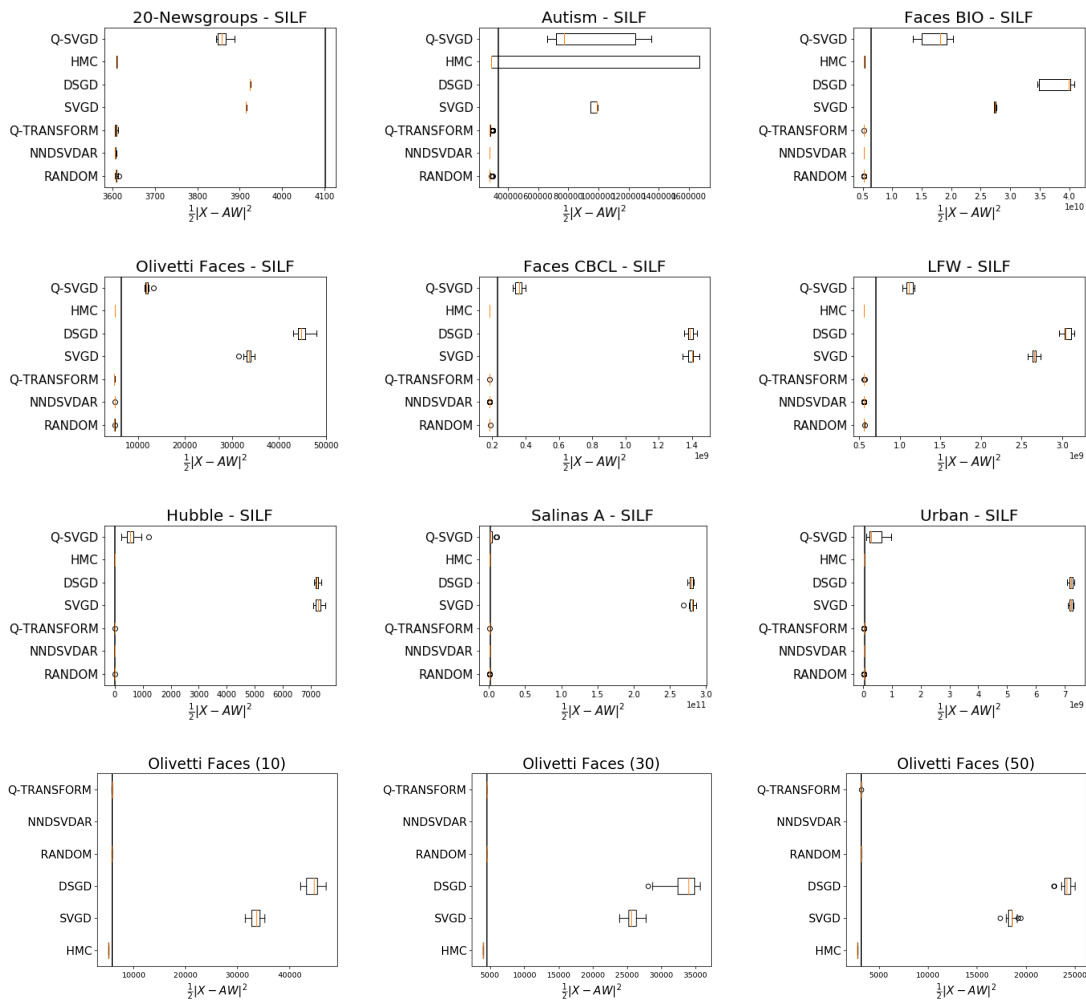 20-Newsgroups - SILF
Q-SVGD
HMC
DSGD
SVGD
Q-TRANSFORM
NNDSVDAR
RANDOM
3600 3700 3800 3900 4000 4100
½|X − AW|²
Autism - SILF
400000 600000 800000 1000000 1200000 1400000 1600000
½|X − AW|²
Faces BIO - SILF
Q-SVGD
HMC
DSGD
SVGD
Q-TRANSFORM
NNDSVDAR
RANDOM
0.5 1.0 1.5 2.0 2.5 3.0 3.5 4.0
1e10
½|X − AW|²
Olivetti Faces - SILF
Q-SVGD
HMC
DSGD
SVGD
Q-TRANSFORM
NNDSVDAR
RANDOM
10000 20000 30000 40000 50000
½|X − AW|²
Faces CBCL - SILF
Q-SVGD
HMC
DSGD
SVGD
Q-TRANSFORM
NNDSVDAR
RANDOM
0.2 0.4 0.6 0.8 1.0 1.2 1.4
1e9
½|X − AW|²
LFW - SILF
Q-SVGD
HMC
DSGD
SVGD
Q-TRANSFORM
NNDSVDAR
RANDOM
0.5 1.0 1.5 2.0 2.5 3.0
1e9
½|X − AW|²
Hubble - SILF
Q-SVGD
HMC
DSGD
SVGD
Q-TRANSFORM
NNDSVDAR
RANDOM
0 1000 2000 3000 4000 5000 6000 7000
½|X − AW|²
Salinas A - SILF
Q-SVGD
HMC
DSGD
SVGD
Q-TRANSFORM
NNDSVDAR
RANDOM
0.0 0.5 1.0 1.5 2.0 2.5 3.0
1e11
½|X − AW|²
Urban - SILF
Q-SVGD
HMC
DSGD
SVGD
Q-TRANSFORM
NNDSVDAR
RANDOM
0 1 2 3 4 5 6 7
1e9
½|X − AW|²
Olivetti Faces (10)
Q-TRANSFORM
NNDSVDAR
RANDOM
DSGD
SVGD
HMC
10000 20000 30000 40000
½|X − AW|²
Olivetti Faces (30)
Q-TRANSFORM
NNDSVDAR
RANDOM
DSGD
SVGD
HMC
5000 10000 15000 20000 25000 30000 35000
½|X − AW|²
Olivetti Faces (50)
Q-TRANSFORM
NNDSVDAR
RANDOM
DSGD
SVGD
HMC
5000 10000 15000 20000 25000
½|X − AW|²